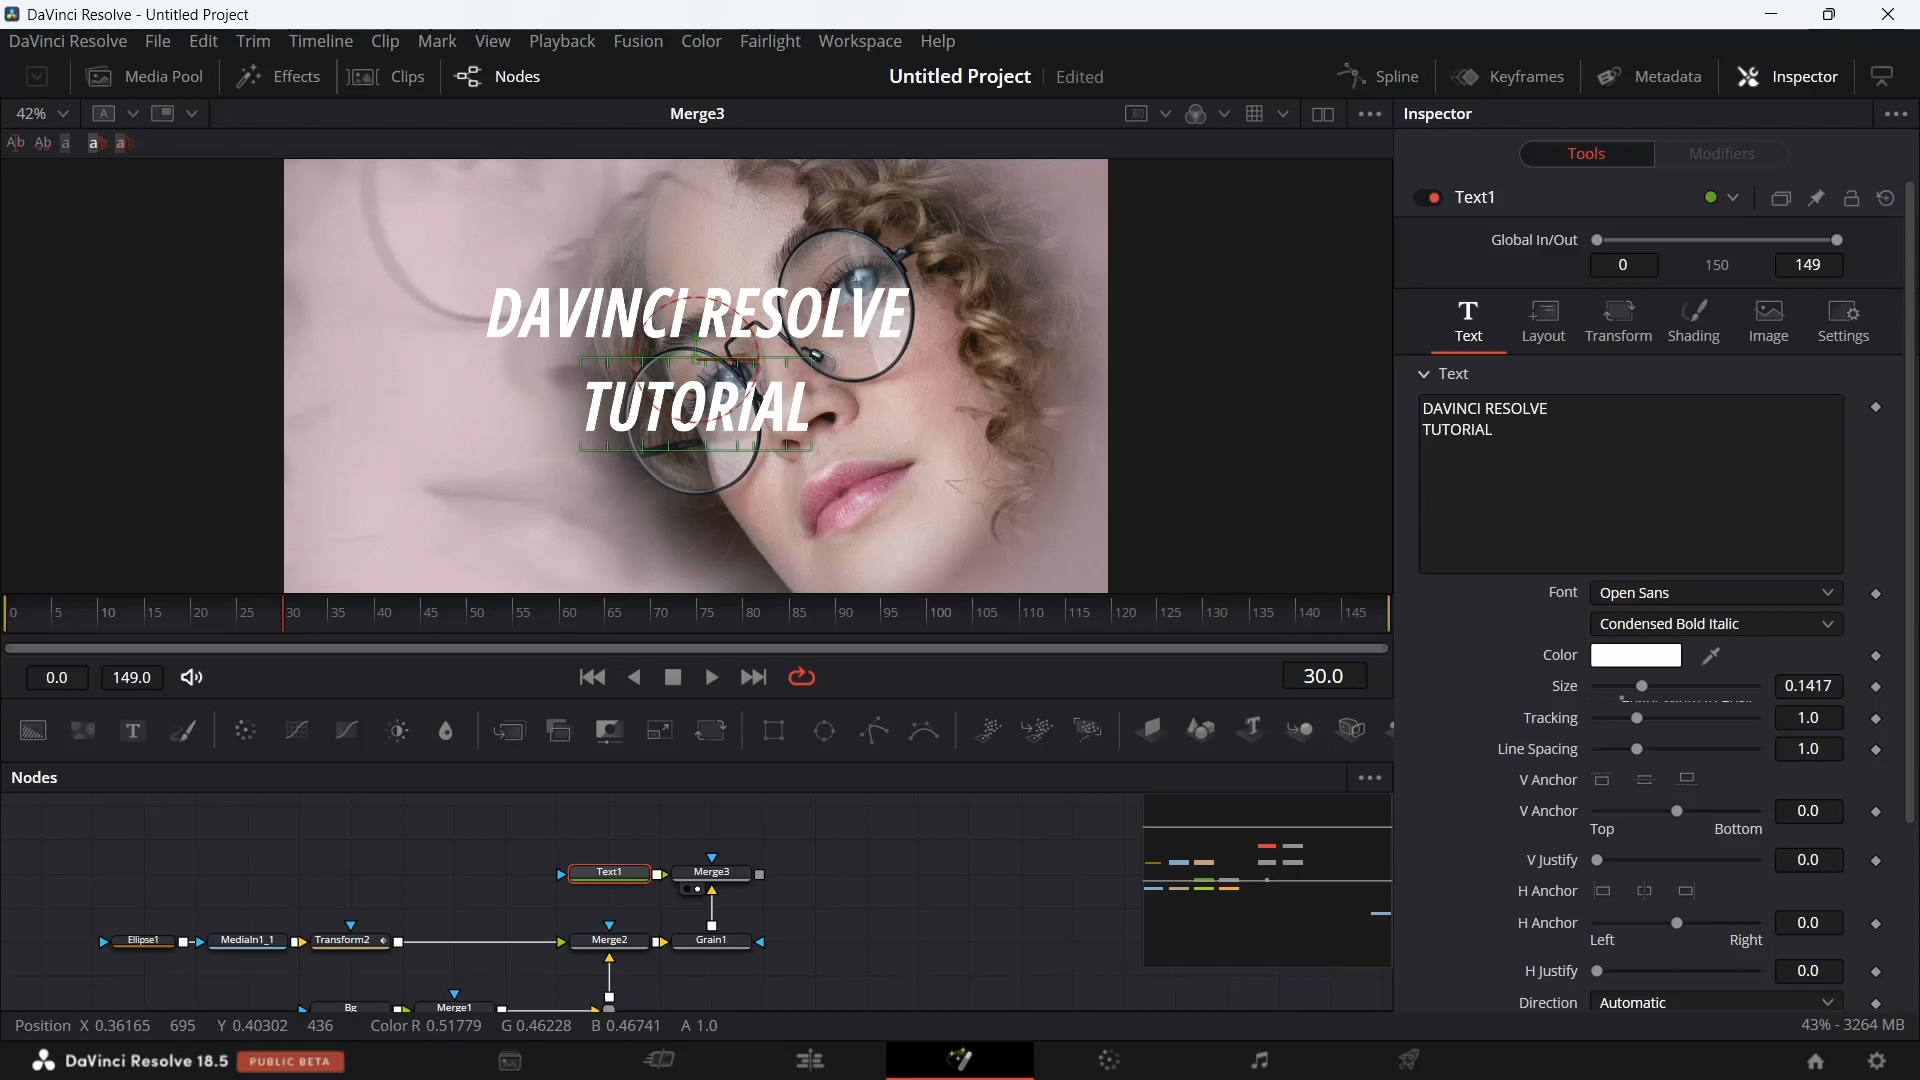 DaVinci Resolve - Untitled Project
DaVinci Resolve File Edit Trim Timeline Clip Mark View Playback Fusion Color Fairlight Workspace Help
Media Pool Effects Clips Nodes Untitled Project Edited Spline Keyframes Metadata Inspector
42% A Merge3 Inspector
Ab Ab a ab a
Tools Modifiers
Text1
Global In/Out
0 150 149
Text Layout Transform Shading Image Settings
Text
DAVINCI RESOLVE
TUTORIAL
DAVINCI RESOLVE
TUTORIAL
Font Open Sans
Condensed Bold Italic
Color
Size 0.1417
Tracking 1.0
Line Spacing 1.0
V Anchor
V Anchor 0.0
Top Bottom
V Justify 0.0
H Anchor
H Anchor 0.0
Left Right
H Justify 0.0
Direction Automatic
0 5 10 15 20 25 30 35 40 45 50 55 60 65 70 75 80 85 90 95 100 105 110 115 120 125 130 135 140 145
0.0 149.0 30.0
Nodes
Text1 Merge3
Ellipse1 MediaIn1_1 Transform2 Merge2 Grain1
Bg Merge1
Position X 0.36165 695 Y 0.40302 436 Color R 0.51779 G 0.46228 B 0.46741 A 1.0 43% - 3264 MB
DaVinci Resolve 18.5 PUBLIC BETA